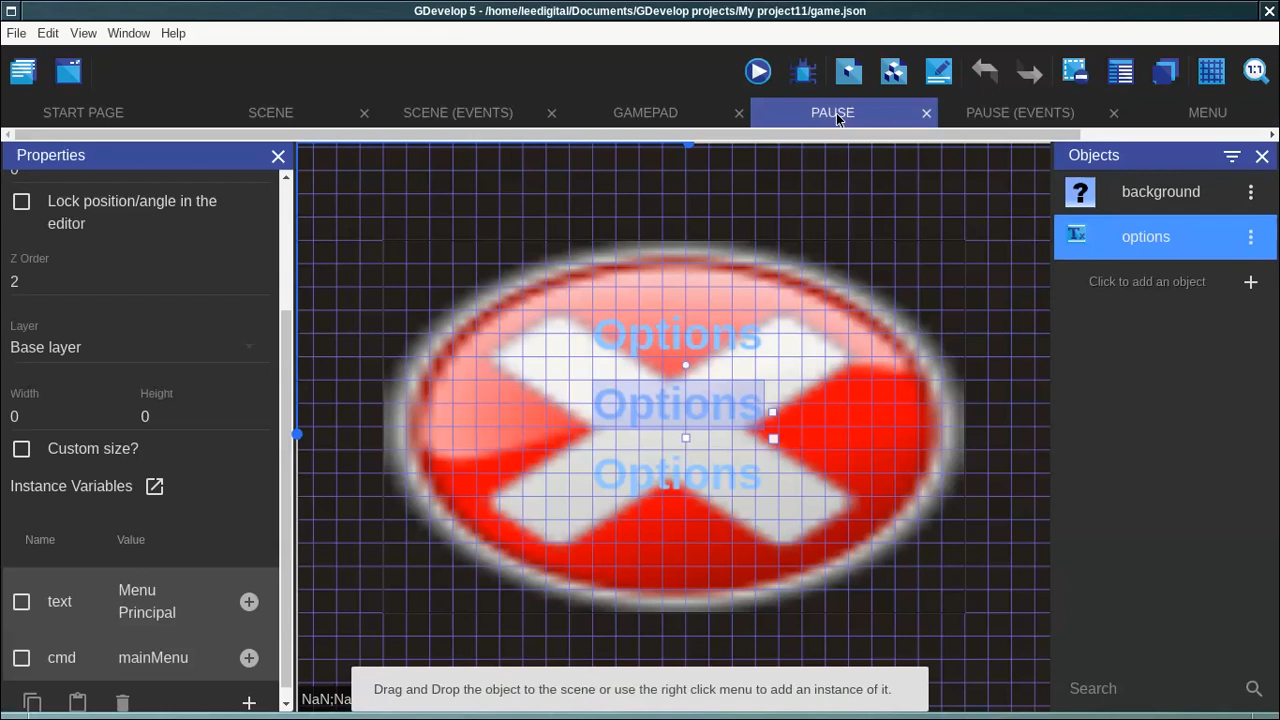 GDevelop 5 - /home/leedigital/Documents/GDevelop projects/My project11/game.json
File Edit View Window Help
1:1
START PAGE SCENE SCENE (EVENTS) GAMEPAD PAUSE PAUSE (EVENTS) MENU
Properties
0
Lock position/angle in the
editor
Z Order
2
Layer
Base layer
Width Height
0 0
Custom size?
Instance Variables
Name Value
text Menu
Principal
cmd mainMenu
Options
Options
Options
NaN;Na
Drag and Drop the object to the scene or use the right click menu to add an instance of it.
Objects
? background
Tx options
Click to add an object
Search